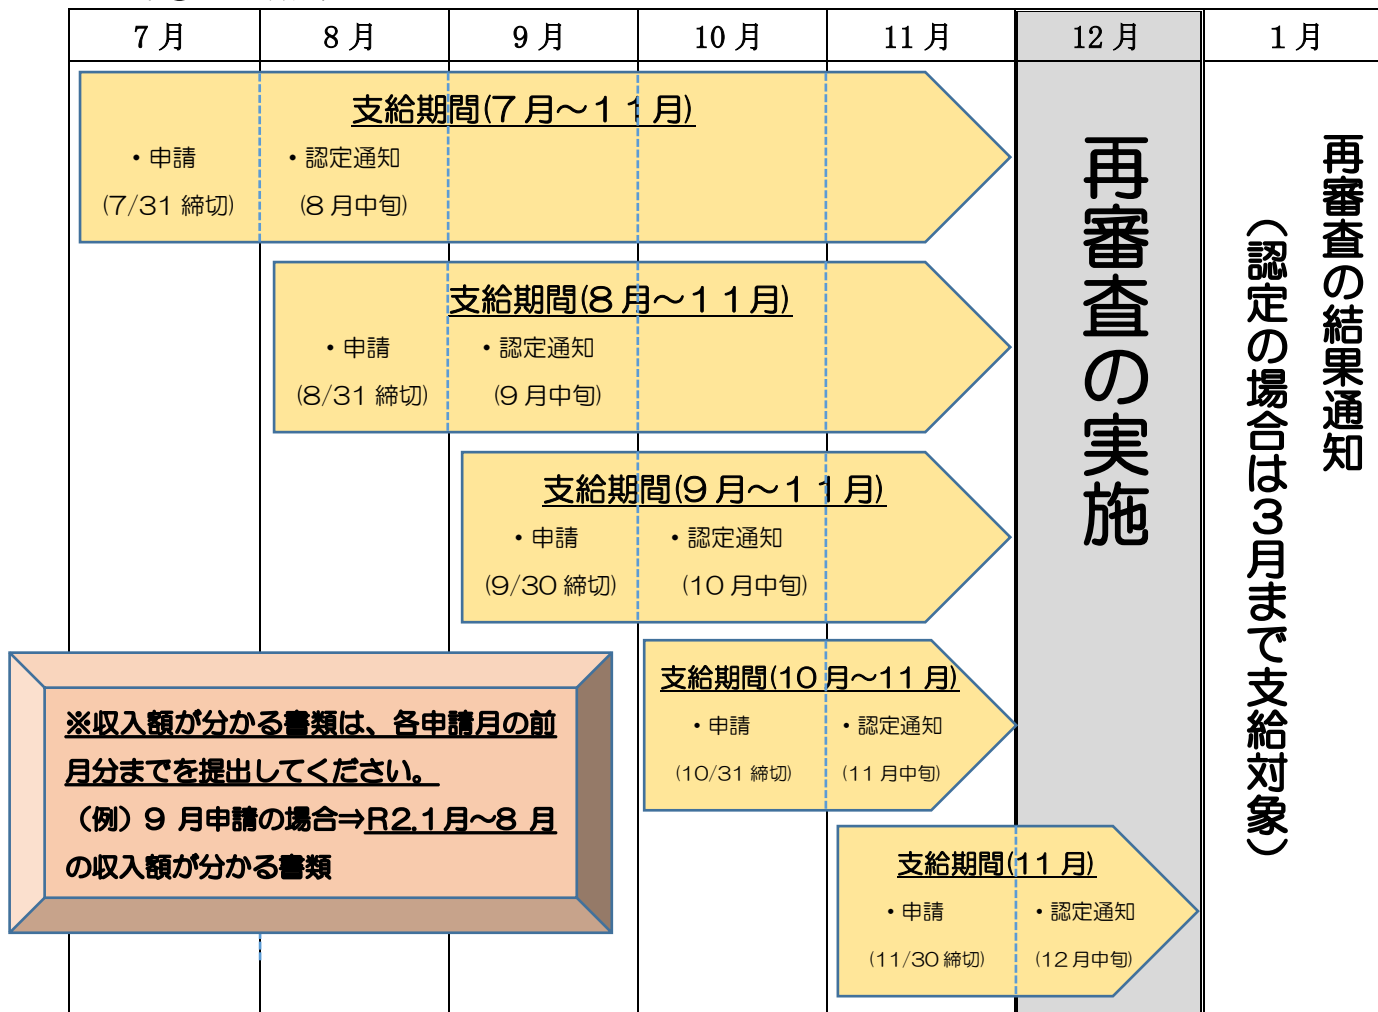 7月
8月
9月
10月
11月
12月
1月
支給期間(7月～11月)
・申請
・認定通知
(7/31 締切)
(8月中旬)
支給期間(8月～11月)
・申請
・認定通知
(8/31 締切)
(9月中旬)
支給期間(9月～11月)
・申請
・認定通知
(9/30 締切)
(10月中旬)
支給期間(10月～11月)
・申請
・認定通知
(10/31 締切)
(11月中旬)
支給期間(11月)
・申請
・認定通知
(11/30 締切)
(12月中旬)
再審査の実施
再審査の結果通知
（認定の場合は３月まで支給対象）
※収入額が分かる書類は、各申請月の前
月分までを提出してください。
（例）９ 月申請の場合⇒R2.1月～8 月
の収入額が分かる書類